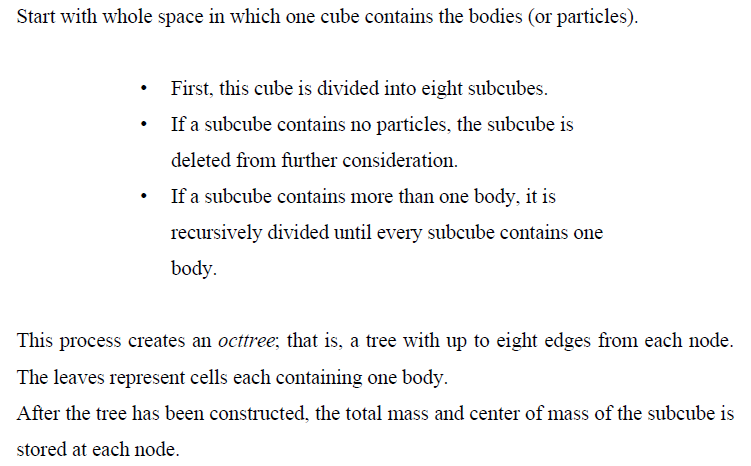 Start with whole space in which one cube contains the bodies (or particles).
• First, this cube is divided into eight subcubes.
• If a subcube contains no particles, the subcube is
deleted from further consideration.
• If a subcube contains more than one body, it is
recursively divided until every subcube contains one
body.
This process creates an octtree; that is, a tree with up to eight edges from each node.
The leaves represent cells each containing one body.
After the tree has been constructed, the total mass and center of mass of the subcube is
stored at each node.